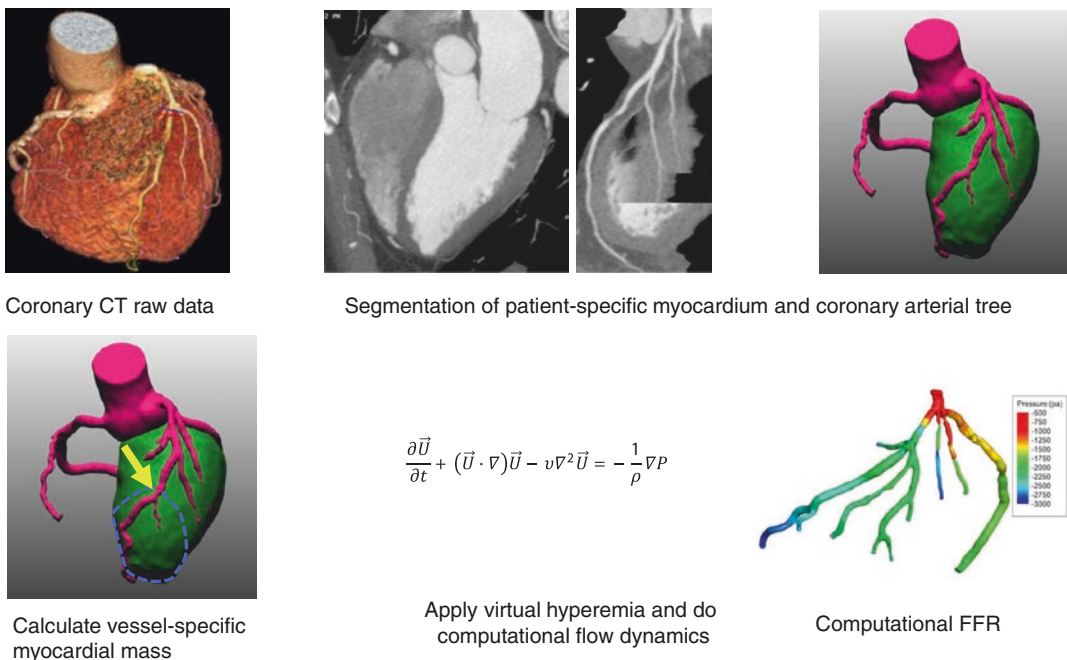 2 PM
Coronary CT raw data
Segmentation of patient-specific myocardium and coronary arterial tree
Calculate vessel-specific
myocardial mass
∂U⃗/∂t + (U⃗ · ∇)U⃗ − υ∇²U⃗ = − 1/ρ ∇P
Apply virtual hyperemia and do
computational flow dynamics
Pressure (pa)
-500
-750
-1000
-1250
-1500
-1750
-2000
-2250
-2500
-2750
-3000
Computational FFR